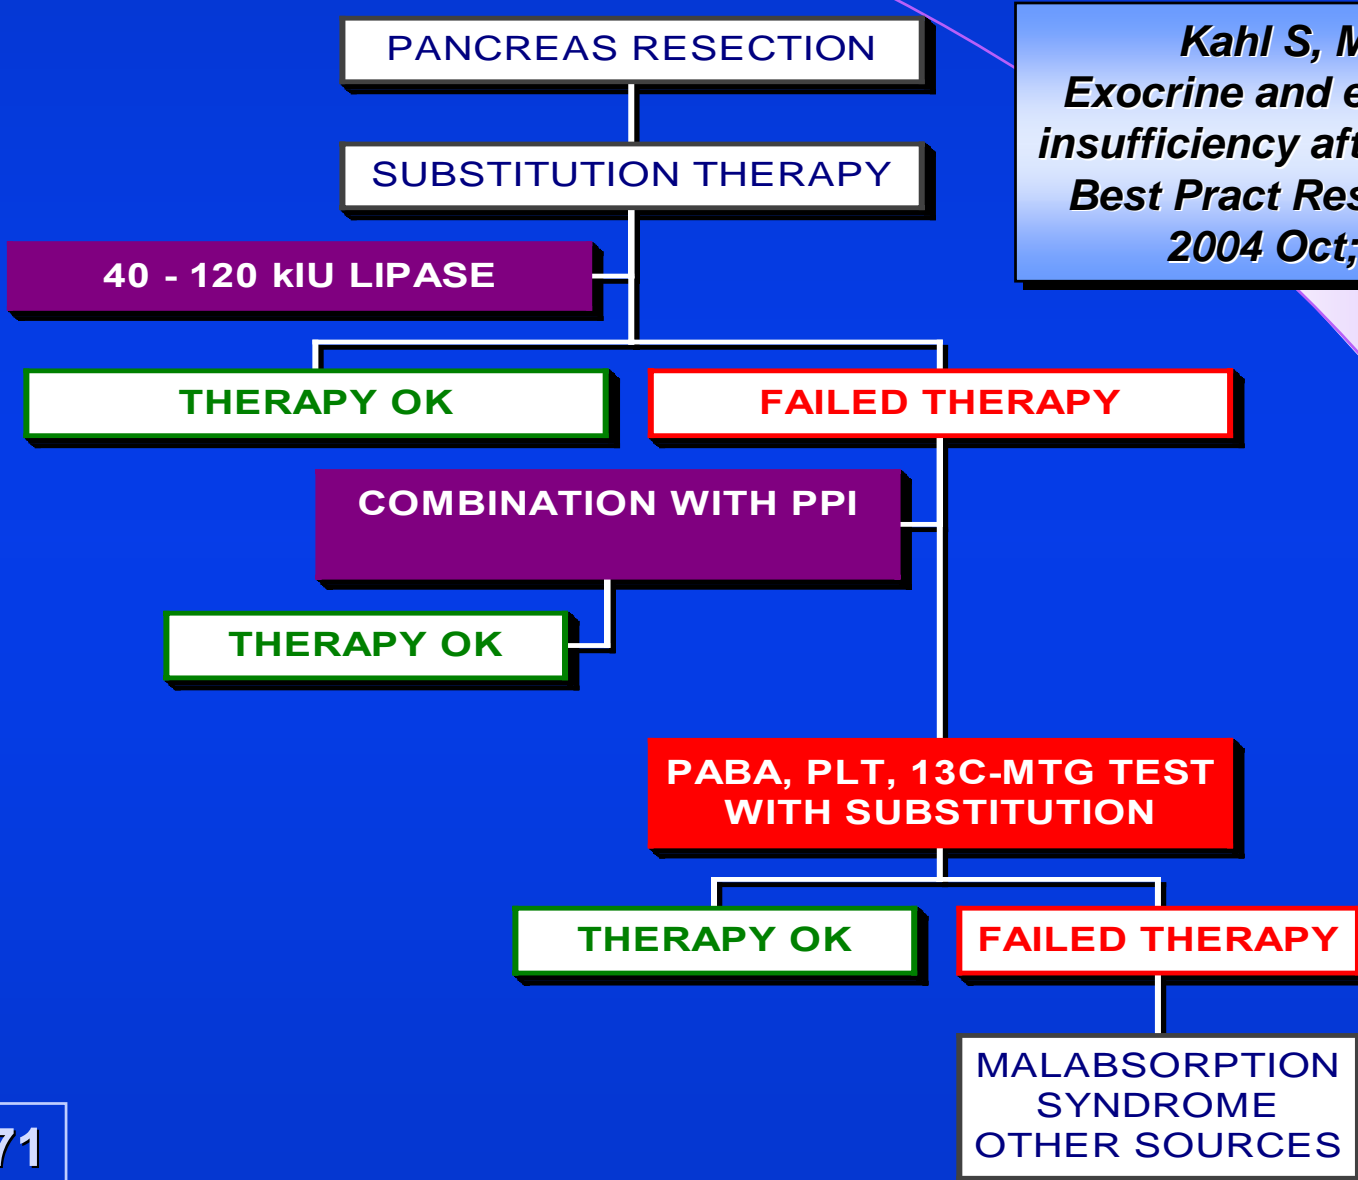 PANCREAS RESECTION
Kahl S,
Exocrine and
insufficiency
Best Pract
2004 Oct;
SUBSTITUTION THERAPY
40 - 120 kIU LIPASE
THERAPY OK
FAILED THERAPY
COMBINATION WITH PPI
THERAPY OK
PABA, PLT, 13C-MTG TEST
WITH SUBSTITUTION
THERAPY OK
FAILED THERAPY
MALABSORPTION
SYNDROME
OTHER SOURCES
71